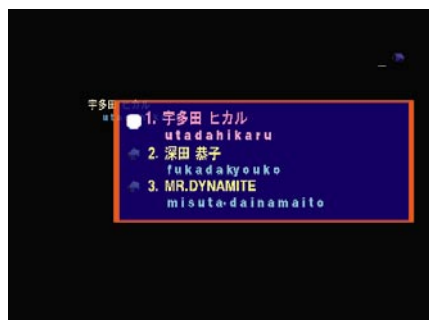 宇多田 ヒカル
1. 宇多田 ヒカル
utadahikaru
2. 深田 恭子
fukadakyouko
3. MR.DYNAMITE
misuta-dainamaito